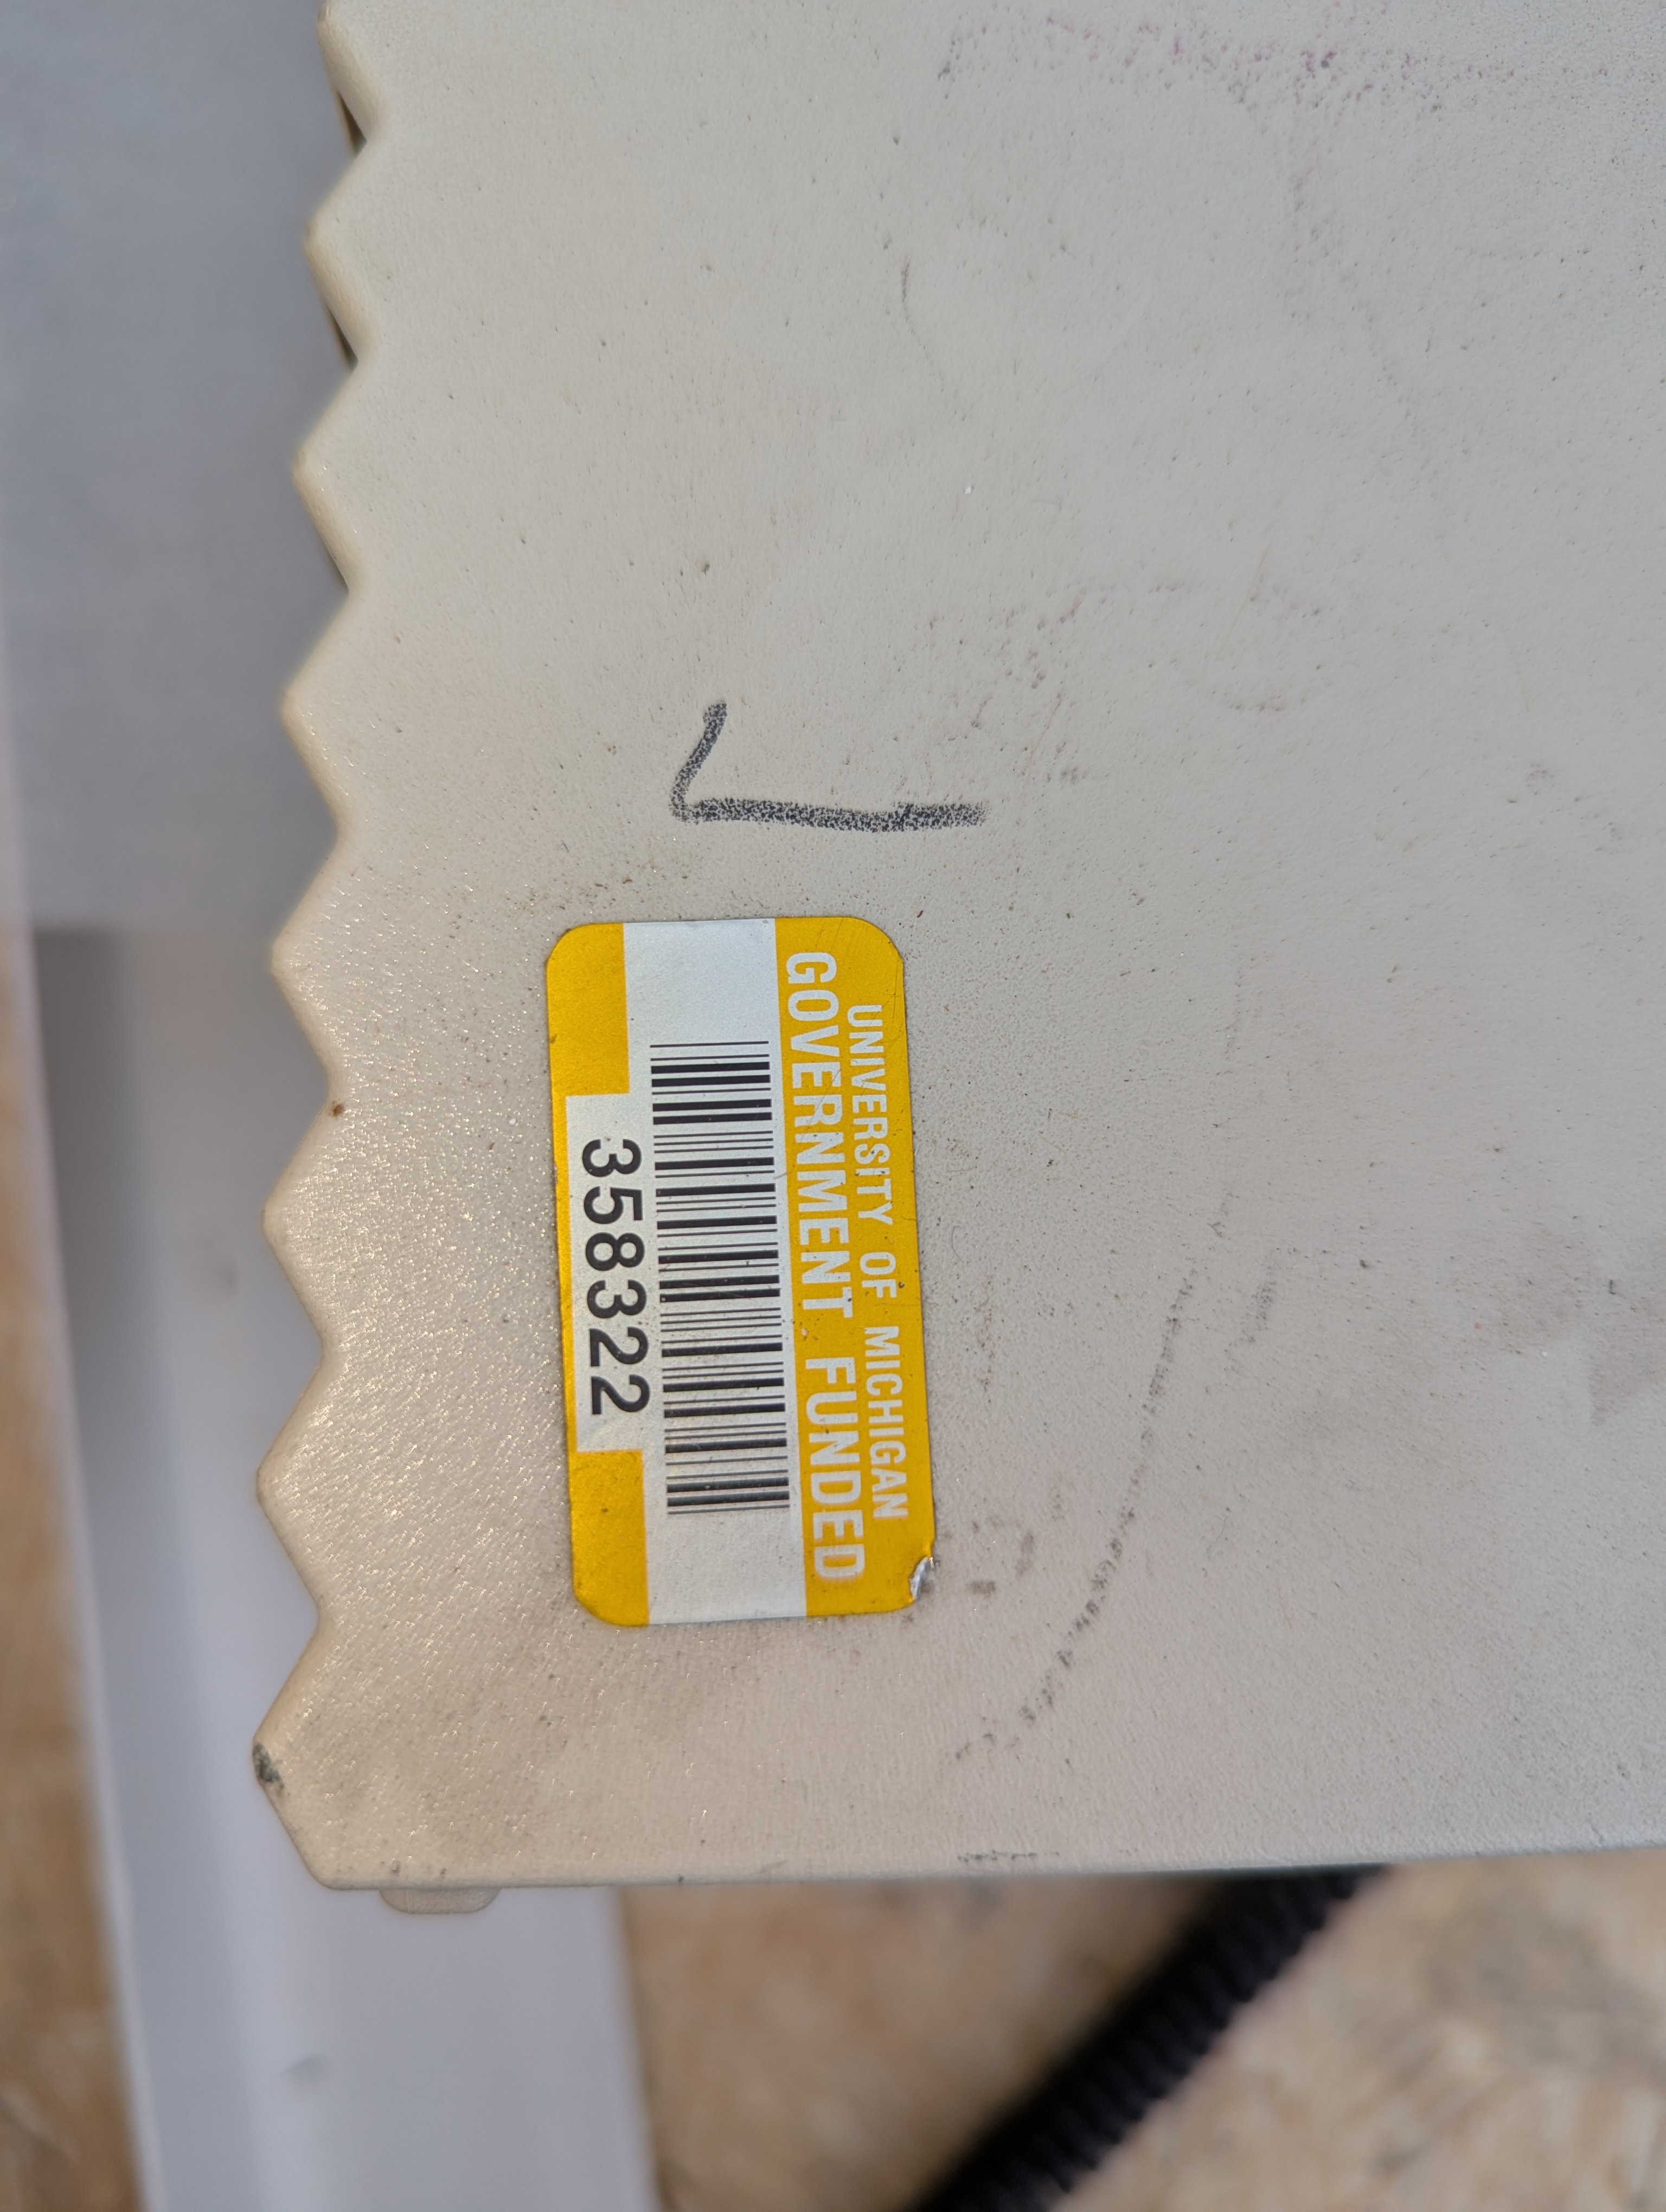 L
UNIVERSITY OF MICHIGAN
GOVERNMENT FUNDED
358322